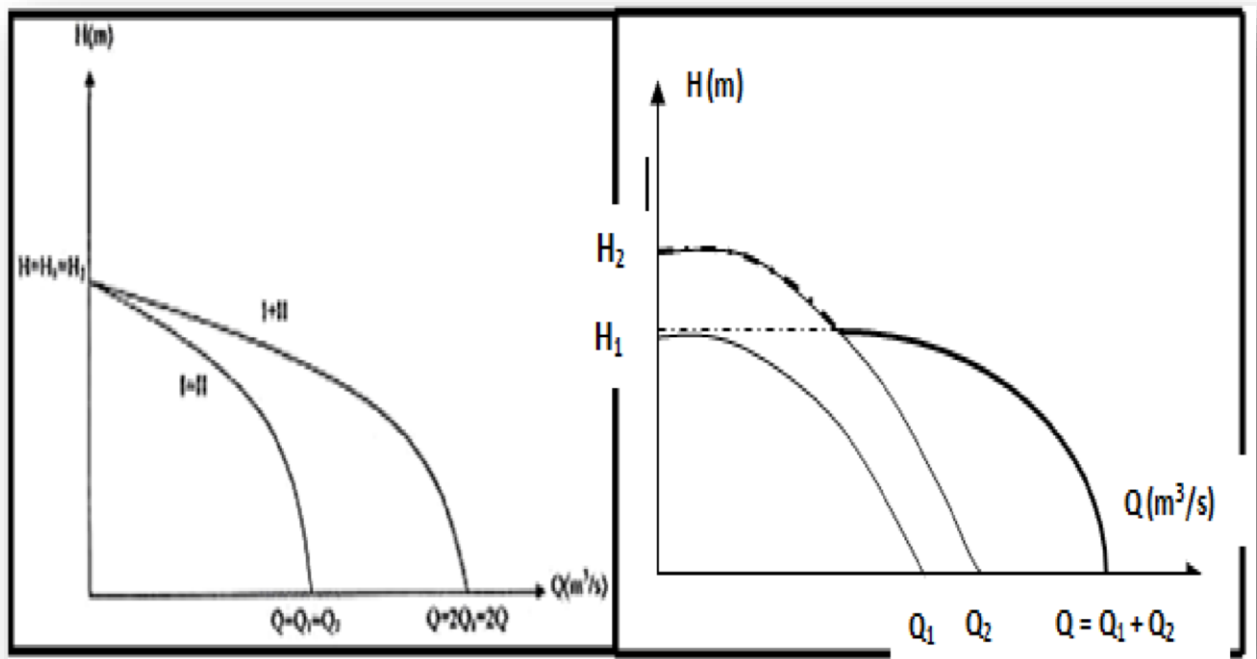 H(m)
H=H₁=H₂
I+II
I=II
Q(m³/s)
Q=Q₁=Q₂
Q=2Q₁=2Q
H (m)
H₂
H₁
Q (m³/s)
Q₁
Q₂
Q = Q₁ + Q₂